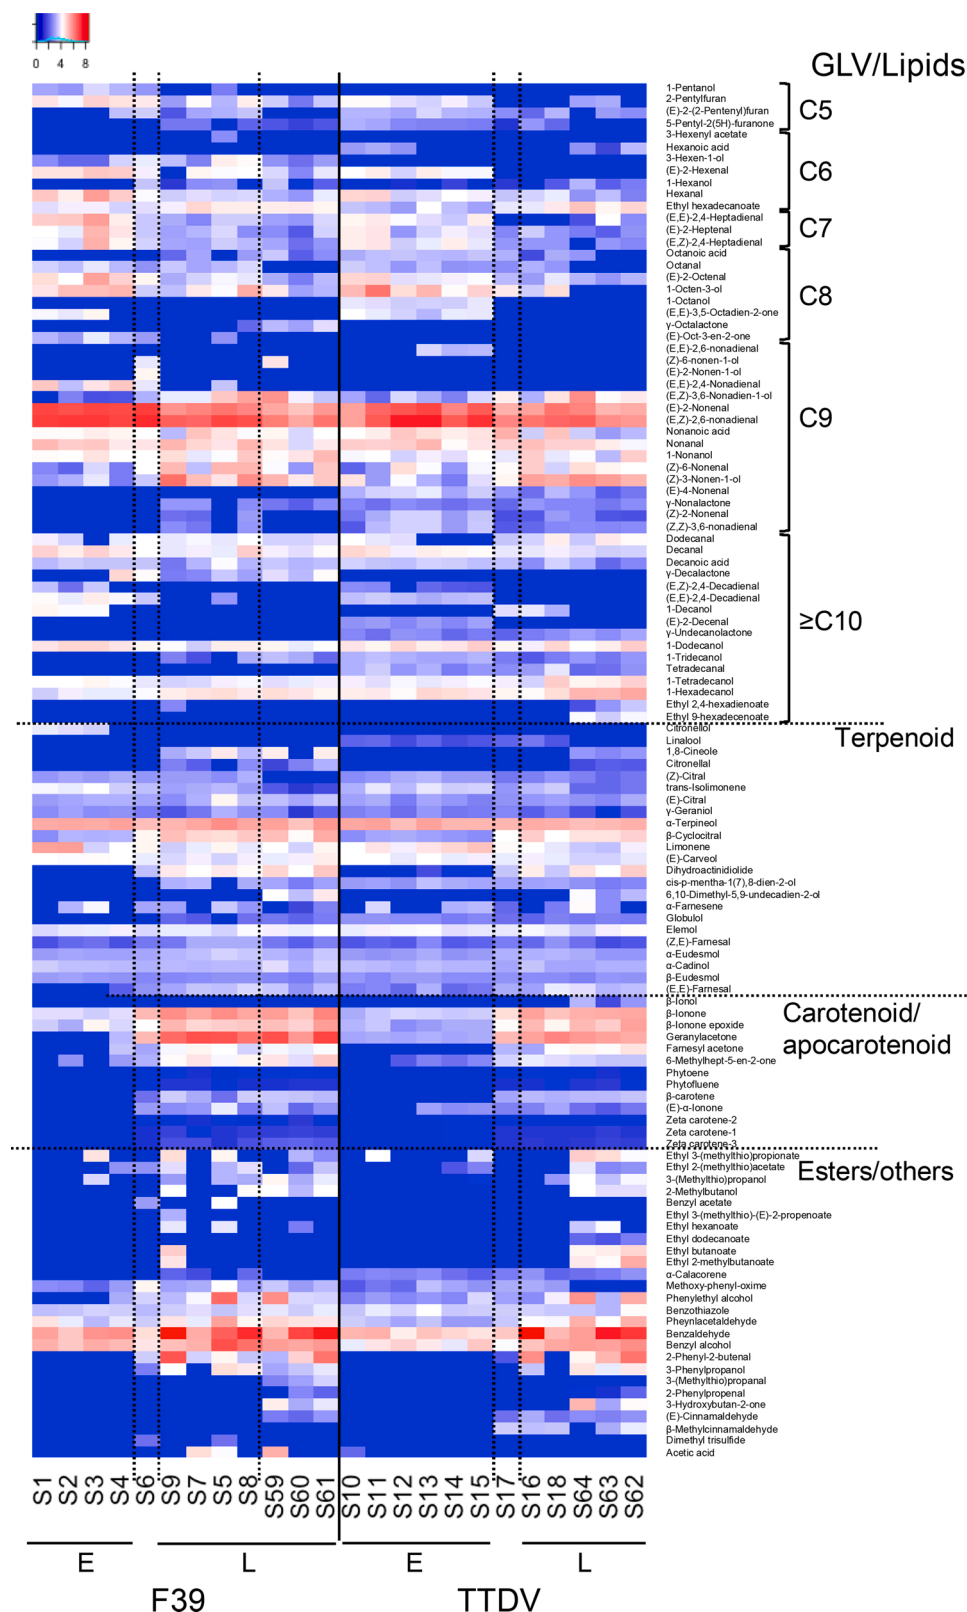 0 4 8
GLV/Lipids
1-Pentanol
2-Pentylfuran
(E)-2-(2-Pentenyl)furan
5-Pentyl-2(5H)-furanone
C5
3-Hexenyl acetate
Hexanoic acid
3-Hexen-1-ol
(E)-2-Hexenal
1-Hexanol
Hexanal
Ethyl hexadecanoate
C6
(E,E)-2,4-Heptadienal
(E)-2-Heptenal
(E,Z)-2,4-Heptadienal
C7
Octanoic acid
Octanal
(E)-2-Octenal
1-Octen-3-ol
1-Octanol
(E,E)-3,5-Octadien-2-one
γ-Octalactone
(E)-Oct-3-en-2-one
C8
(E,E)-2,6-nonadienal
(Z)-6-nonen-1-ol
(E)-2-Nonen-1-ol
(E,E)-2,4-Nonadienal
(E,Z)-3,6-Nonadien-1-ol
(E)-2-Nonenal
(E,Z)-2,6-nonadienal
Nonanoic acid
Nonanal
1-Nonanol
(Z)-6-Nonenal
(Z)-3-Nonen-1-ol
(E)-4-Nonenal
γ-Nonalactone
(Z)-2-Nonenal
(Z,Z)-3,6-nonadienal
C9
Dodecanal
Decanal
Decanoic acid
γ-Decalactone
(E,Z)-2,4-Decadienal
(E,E)-2,4-Decadienal
1-Decanol
(E)-2-Decenal
γ-Undecanolactone
1-Dodecanol
1-Tridecanol
Tetradecanal
1-Tetradecanol
1-Hexadecanol
Ethyl 2,4-hexadienoate
Ethyl 9-hexadecenoate
≥C10
Citronellol
Linalool
1,8-Cineole
Citronellal
(Z)-Citral
trans-Isolimonene
(E)-Citral
γ-Geraniol
α-Terpineol
β-Cyclocitral
Limonene
(E)-Carveol
Dihydroactinidiolide
cis-p-mentha-1(7),8-dien-2-ol
6,10-Dimethyl-5,9-undecadien-2-ol
α-Farnesene
Globulol
Elemol
(Z,E)-Farnesal
α-Eudesmol
α-Cadinol
β-Eudesmol
(E,E)-Farnesal
Terpenoid
β-Ionol
β-Ionone
β-Ionone epoxide
Geranylacetone
Farnesyl acetone
6-Methylhept-5-en-2-one
Phytoene
Phytofluene
β-carotene
(E)-α-Ionone
Zeta carotene-2
Zeta carotene-1
Zeta carotene-3
Carotenoid/
apocarotenoid
Ethyl 3-(methylthio)propionate
Ethyl 2-(methylthio)acetate
3-(Methylthio)propanol
2-Methylbutanol
Benzyl acetate
Ethyl 3-(methylthio)-(E)-2-propenoate
Ethyl hexanoate
Ethyl dodecanoate
Ethyl butanoate
Ethyl 2-methylbutanoate
α-Calacorene
Methoxy-phenyl-oxime
Phenylethyl alcohol
Benzothiazole
Pheynlacetaldehyde
Benzaldehyde
Benzyl alcohol
2-Phenyl-2-butenal
3-Phenylpropanol
3-(Methylthio)propanal
2-Phenylpropenal
3-Hydroxybutan-2-one
(E)-Cinnamaldehyde
β-Methylcinnamaldehyde
Dimethyl trisulfide
Acetic acid
Esters/others
S1 S2 S3 S4 S6 S9 S7 S5 S8 S59 S60 S61 S10 S11 S12 S13 S14 S15 S17 S16 S18 S64 S63 S62
E L E L
F39 TTDV